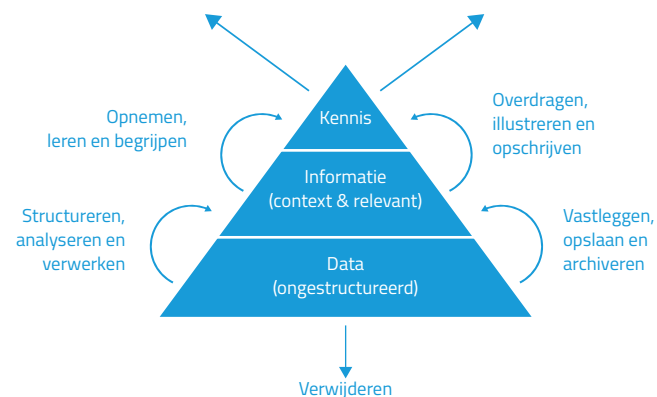 Kennis
Opnemen,
leren en begrijpen
Overdragen,
illustreren en
opschrijven
Informatie
(context & relevant)
Structureren,
analyseren en
verwerken
Vastleggen,
opslaan en
archiveren
Data
(ongestructureerd)
Verwijderen